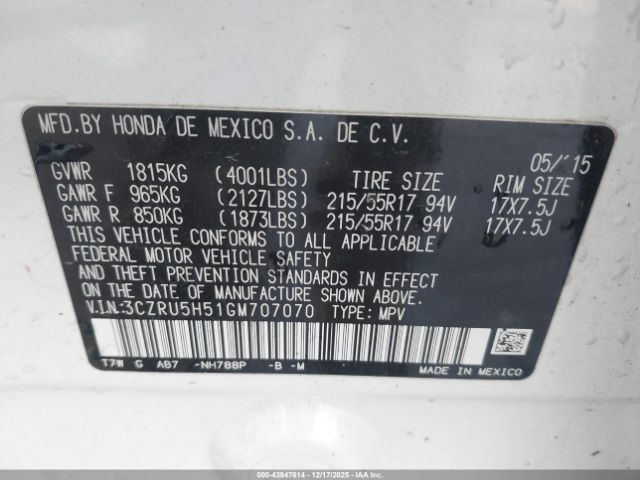 MFD.BY HONDA DE MEXICO S.A. DE C.V.
05/'15
GVWR 1815KG (4001LBS) TIRE SIZE RIM SIZE
GAWR F 965KG (2127LBS) 215/55R17 94V 17X7.5J
GAWR R 850KG (1873LBS) 215/55R17 94V 17X7.5J
THIS VEHICLE CONFORMS TO ALL APPLICABLE
FEDERAL MOTOR VEHICLE SAFETY
AND THEFT PREVENTION STANDARDS IN EFFECT
ON THE DATE OF MANUFACTURE SHOWN ABOVE.
V.I.N.:3CZRU5H51GM707070 TYPE: MPV
T7W G AB7 -NH788P -B -M
MADE IN MEXICO
000-43947614 - 12/17/2025 - IMPACT AUTO AUCTIONS